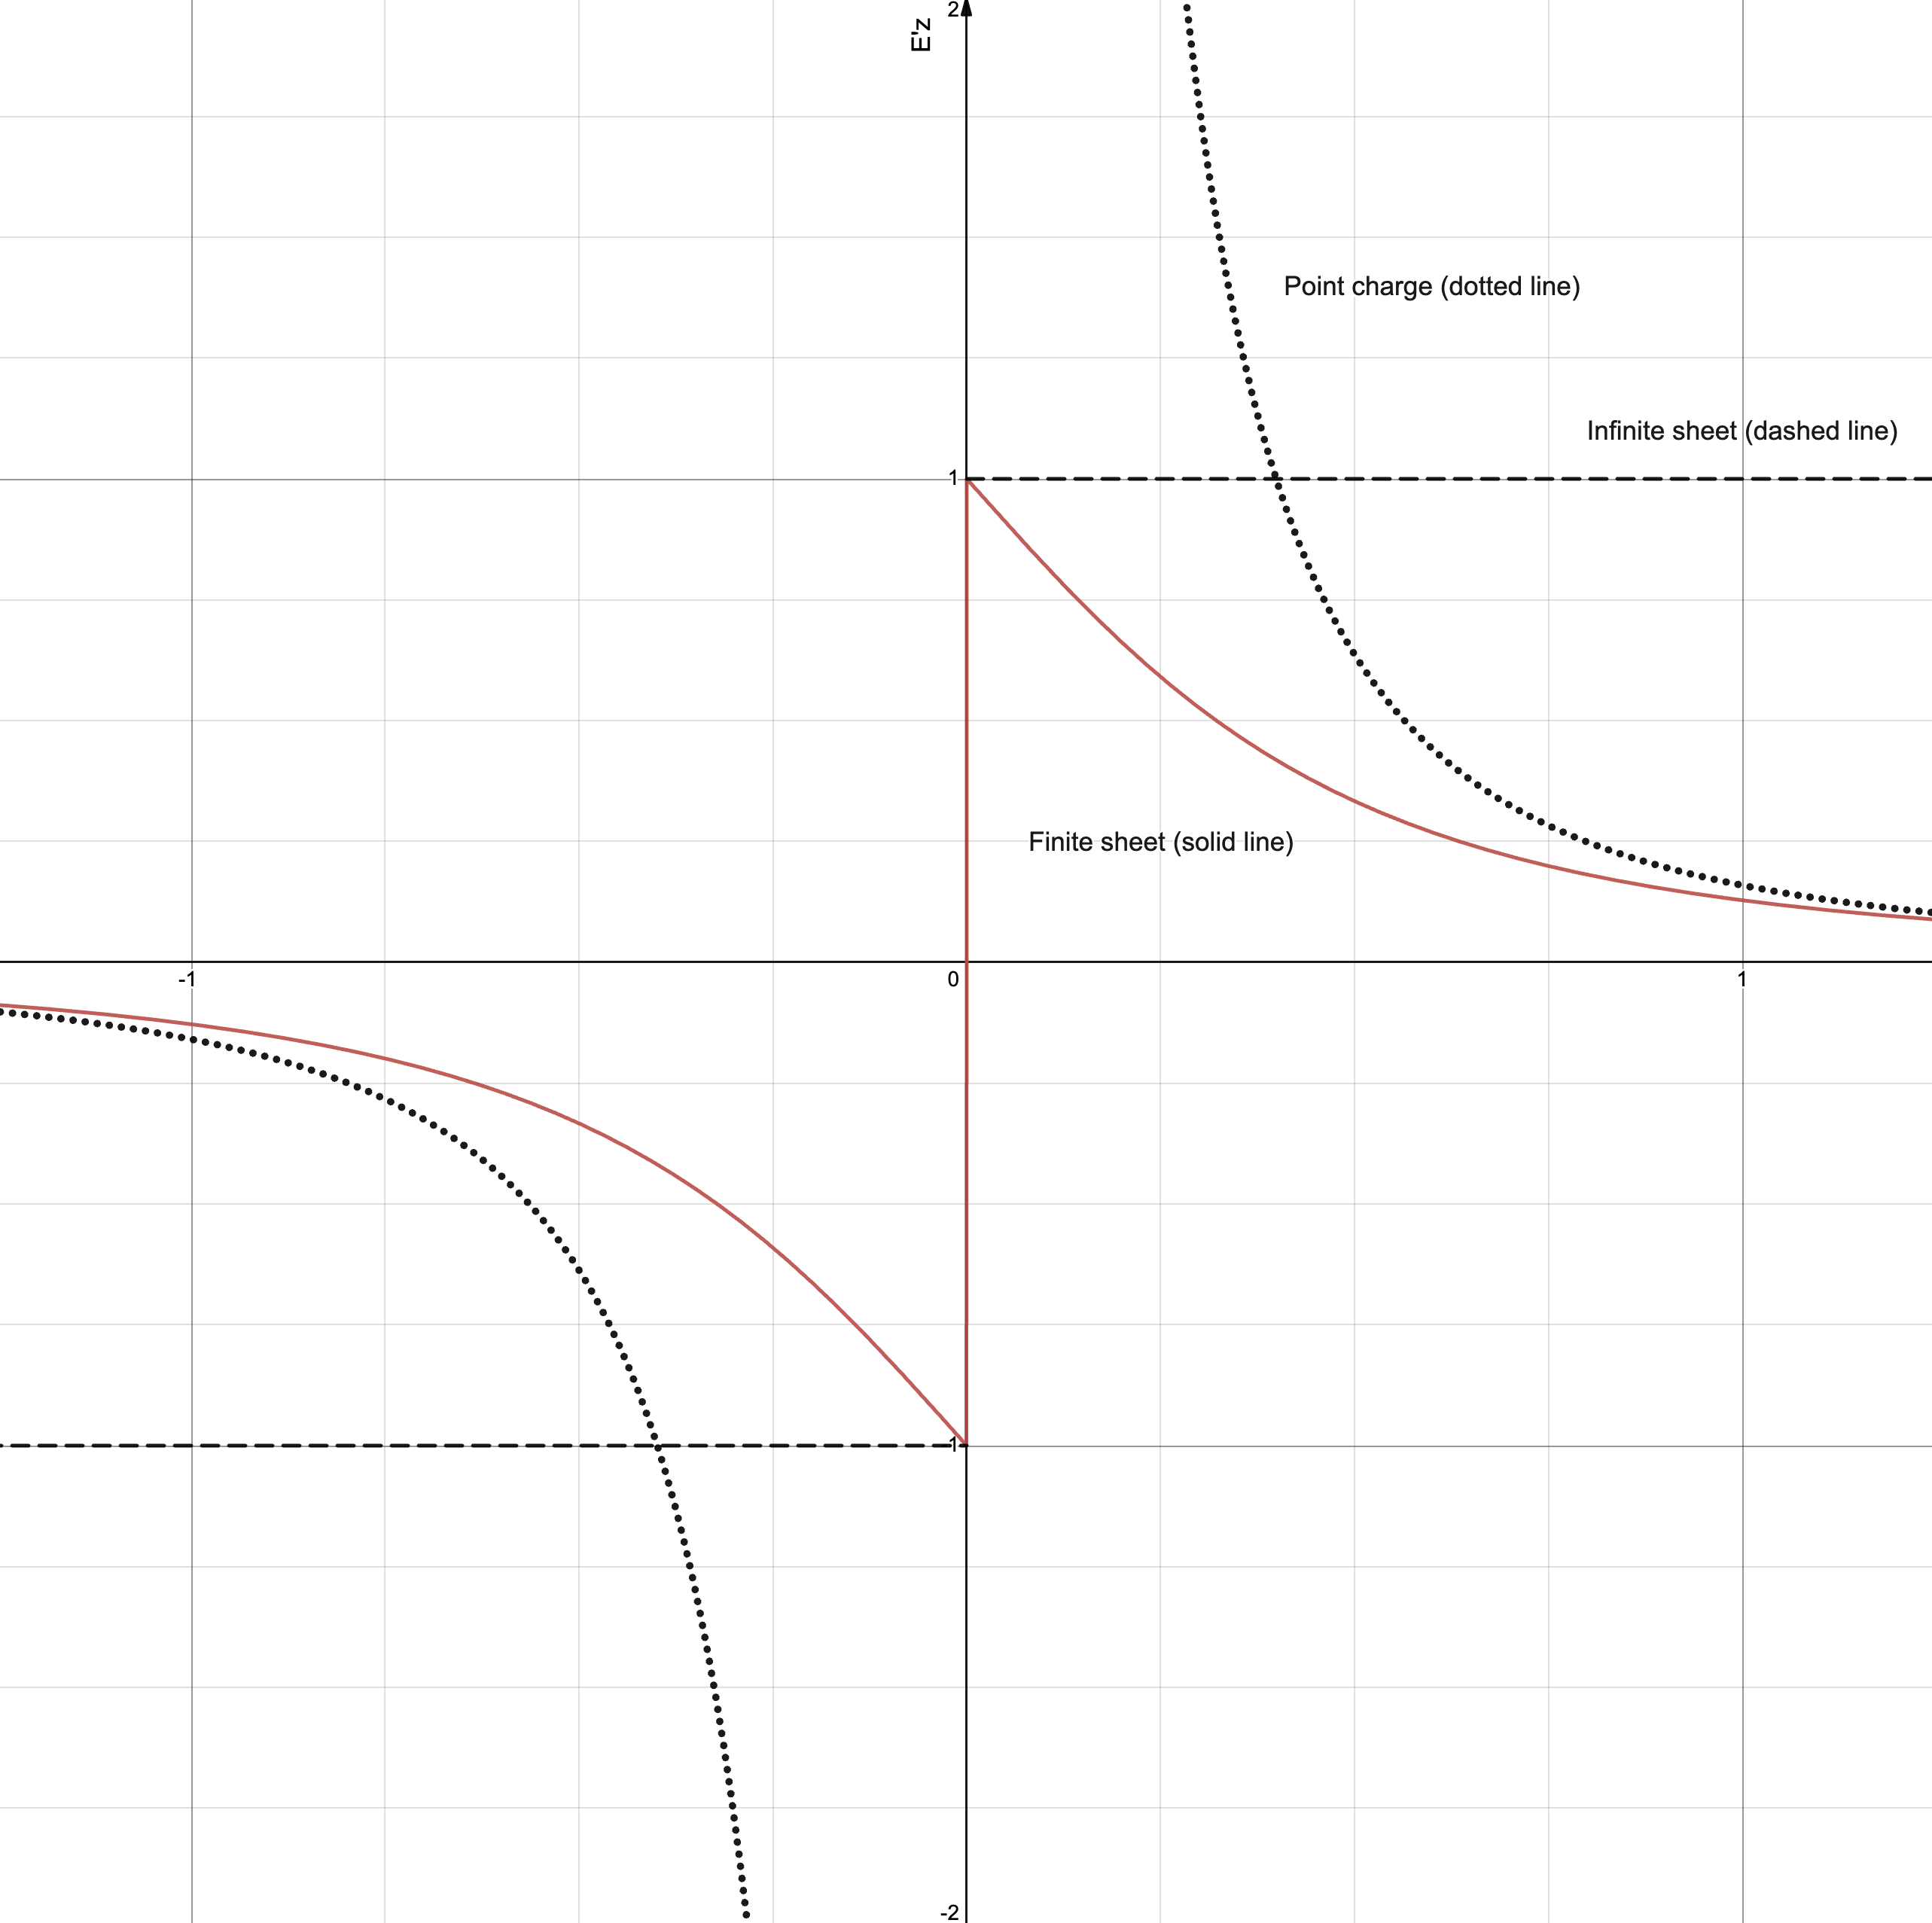 2
E'z
Point charge (dotted line)
Infinite sheet (dashed line)
1
Finite sheet (solid line)
-1
0
1
-1
-2